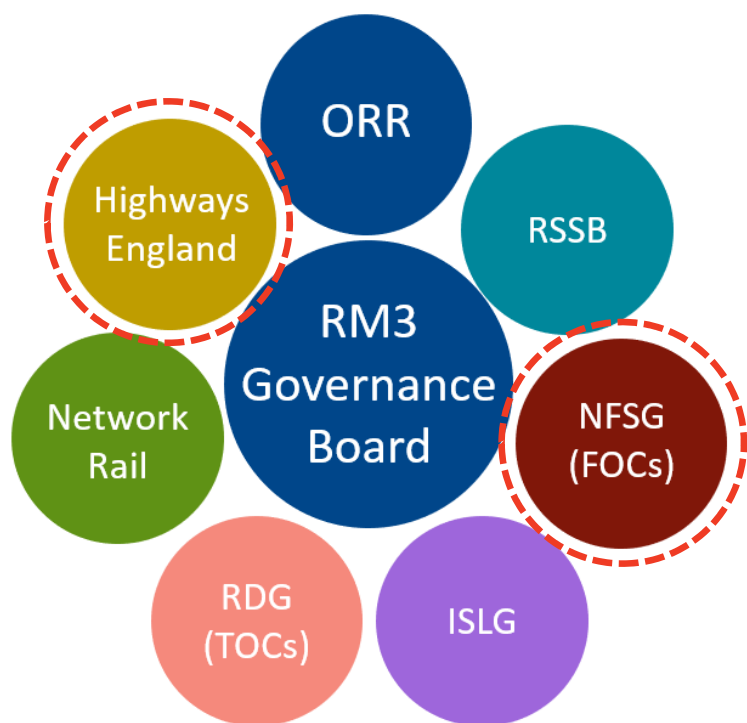 ORR
Highways
England
RSSB
RM3
Governance
Board
Network
Rail
NFSG
(FOCs)
RDG
(TOCs)
ISLG